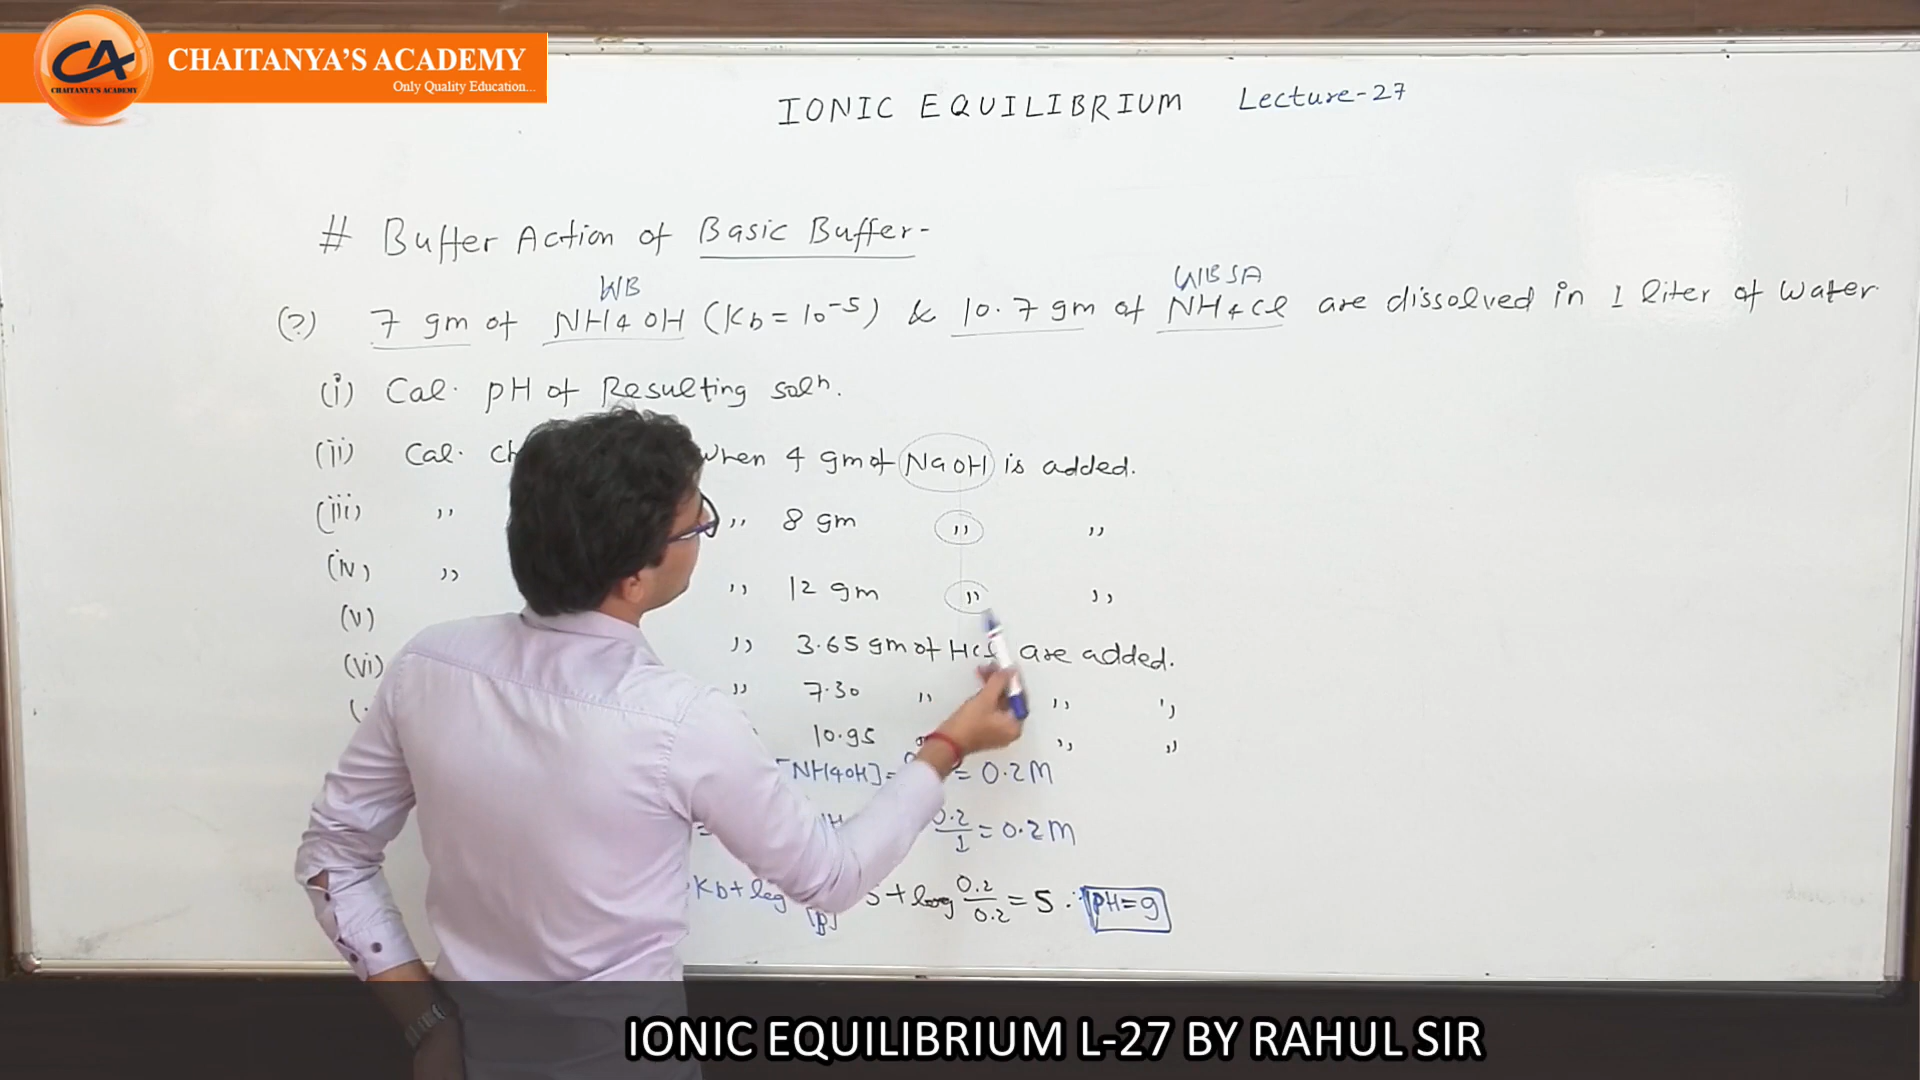 CA
CHAITANYA'S ACADEMY
CHAITANYA'S ACADEMY
Only Quality Education...
IONIC EQUILIBRIUM Lecture-27
# Buffer Action of Basic Buffer-
WB WBSA
(?) 7 gm of NH4OH (Kb = 10⁻⁵) & 10.7 gm of NH4Cl are dissolved in 1 liter of water
(i) Cal. pH of Resulting solⁿ.
(ii) Cal. when 4 gm of NaOH is added.
(iii) ,, ,, 8 gm ,, ,,
(iv) ,, ,, 12 gm ,, ,,
(v) ,, 3.65 gm of HCl are added.
(vi) ,, 7.30 ,, ,, ,,
10.95 ,, ,,
[NH4OH] = = 0.2M
0.2/1 = 0.2M
Kb + log 5 + log 0.2/0.2 = 5 ∴ pH = 9
IONIC EQUILIBRIUM L-27 BY RAHUL SIR